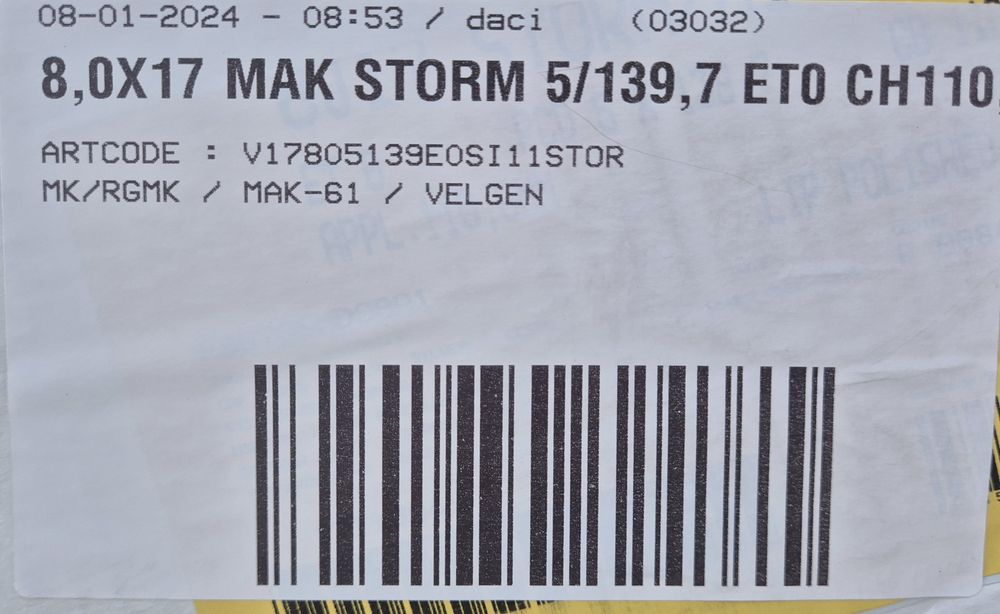 08-01-2024 - 08:53 / daci (03032)
8,0X17 MAK STORM 5/139,7 ET0 CH110,
ARTCODE : V17805139E0SI11STOR
MK/RGMK / MAK-61 / VELGEN